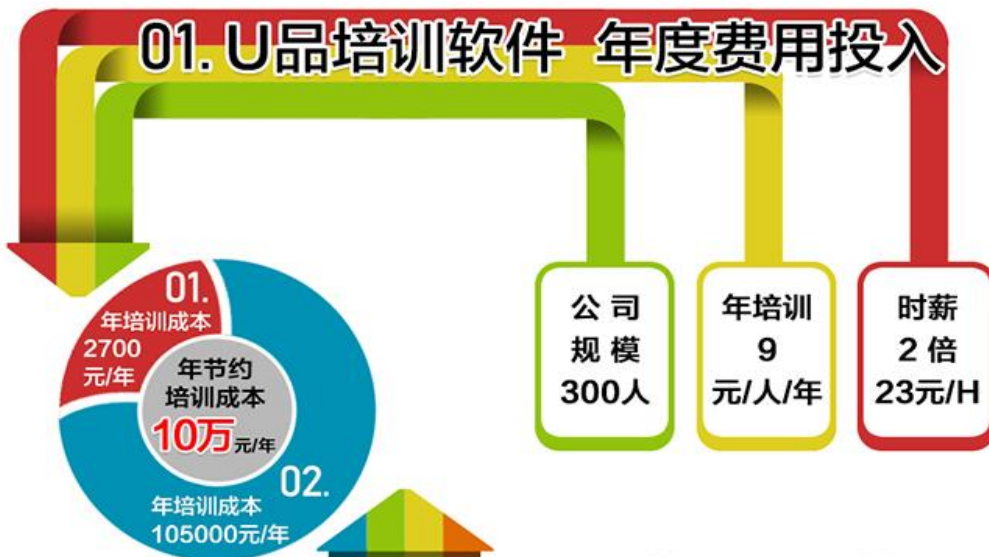 01. U品培训软件 年度费用投入
01.
年培训成本
2700
元/年
年节约
培训成本
10万元/年
02.
年培训成本
105000元/年
公司
规模
300人
年培训
9
元/人/年
时薪
2倍
23元/H